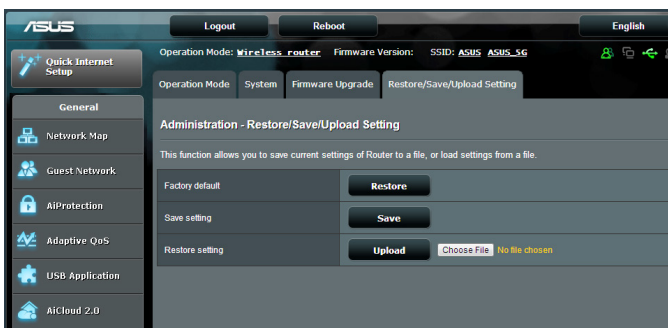 ASUS
Logout
Reboot
English
Quick Internet
Setup
Operation Mode: Wireless router Firmware Version: SSID: ASUS ASUS_5G
Operation Mode
System
Firmware Upgrade
Restore/Save/Upload Setting
General
Network Map
Guest Network
AiProtection
Adaptive QoS
USB Application
AiCloud 2.0
Administration - Restore/Save/Upload Setting
This function allows you to save current settings of Router to a file, or load settings from a file.
Factory default Restore
Save setting Save
Restore setting Upload Choose File No file chosen